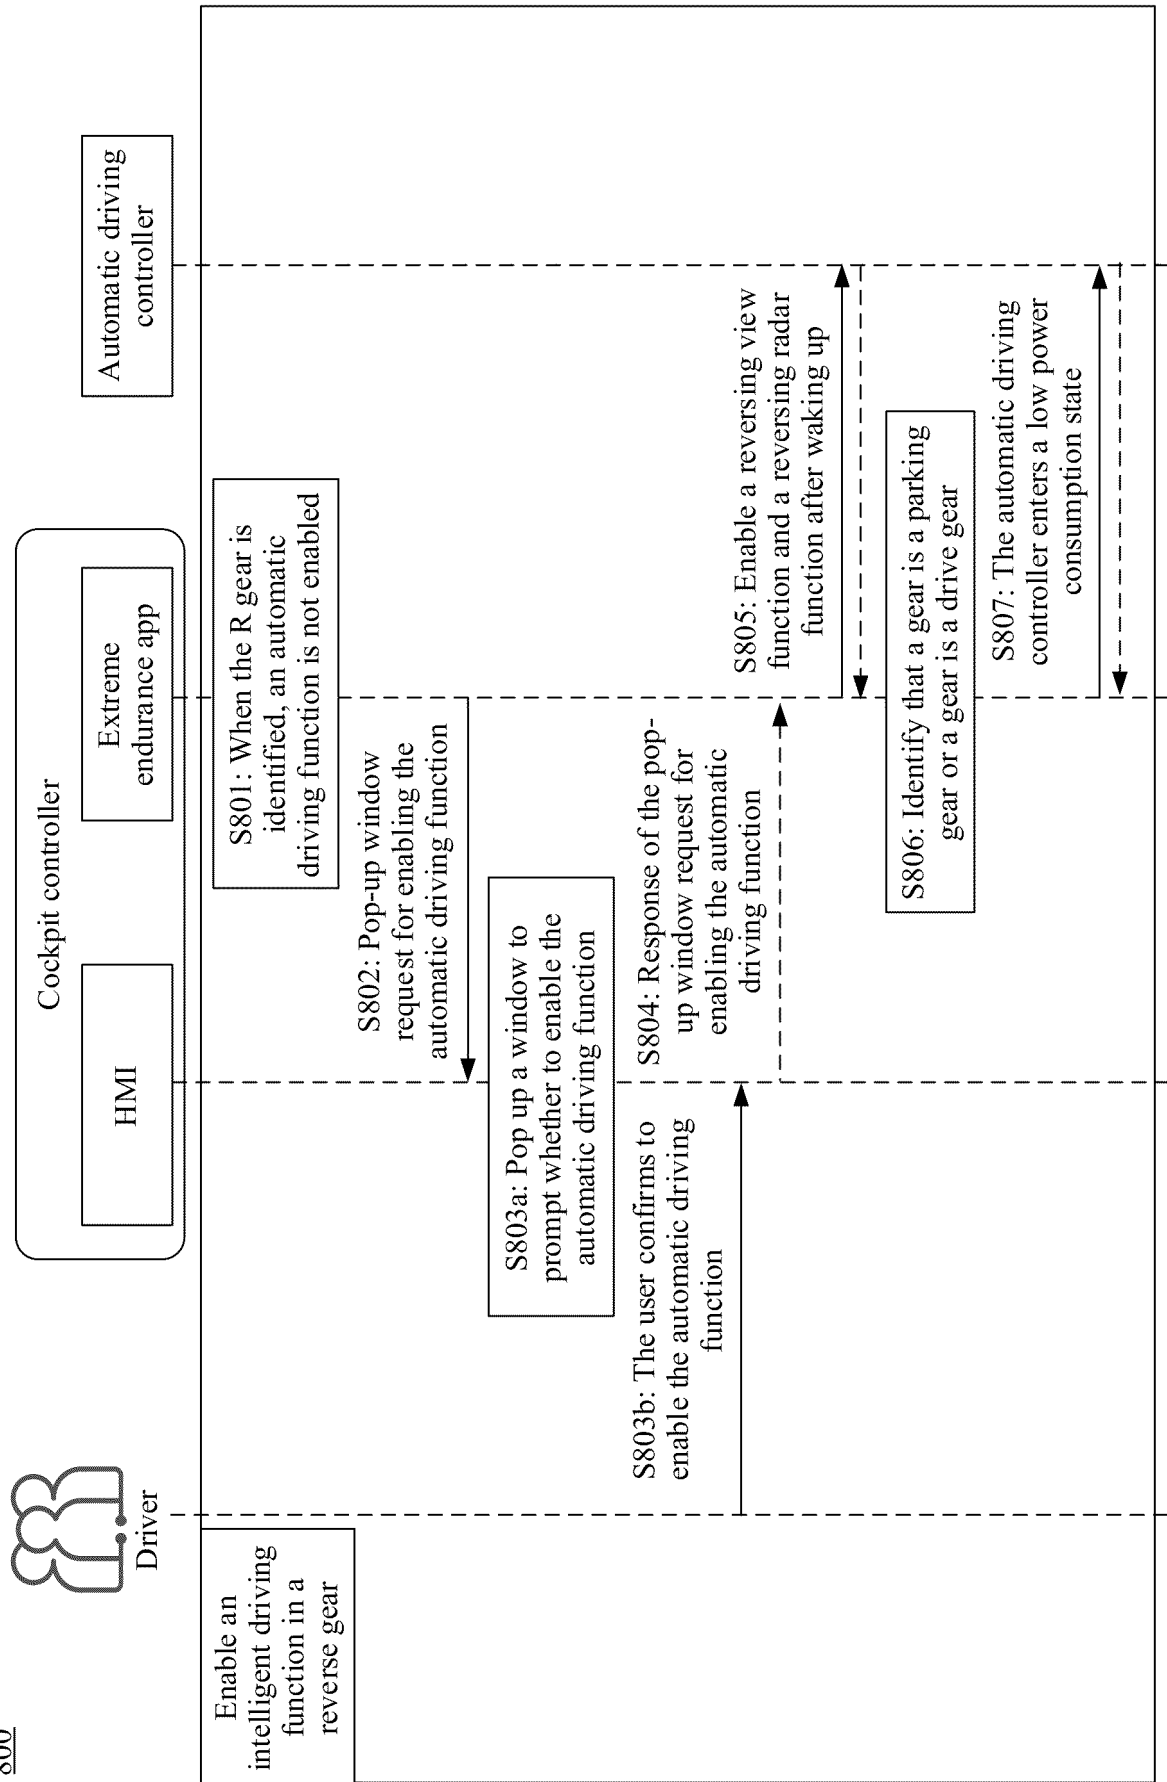 800
Driver
Cockpit controller
HMI
Extreme
endurance app
Automatic driving
controller
Enable an
intelligent driving
function in a
reverse gear
S801: When the R gear is
identified, an automatic
driving function is not enabled
S802: Pop-up window
request for enabling the
automatic driving function
S803a: Pop up a window to
prompt whether to enable the
automatic driving function
S803b: The user confirms to
enable the automatic driving
function
S804: Response of the pop-
up window request for
enabling the automatic
driving function
S805: Enable a reversing view
function and a reversing radar
function after waking up
S806: Identify that a gear is a parking
gear or a gear is a drive gear
S807: The automatic driving
controller enters a low power
consumption state